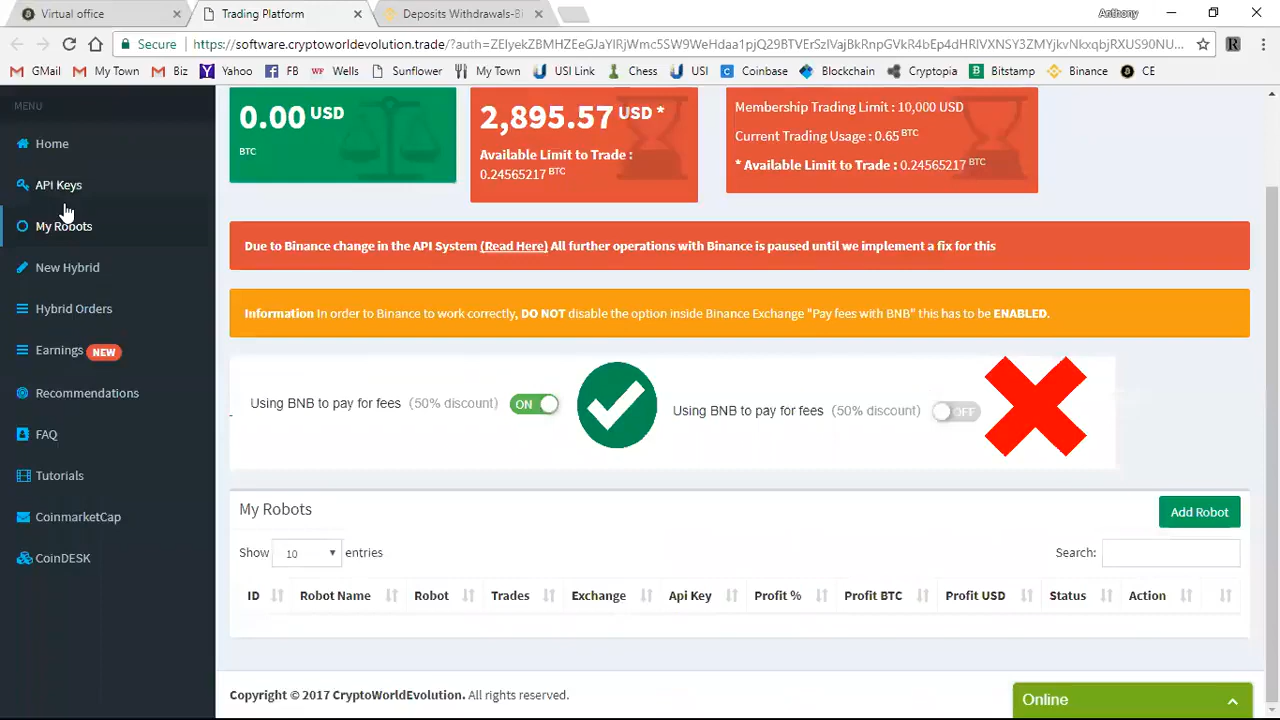 Virtual office
Trading Platform
Deposits Withdrawals-Bi
Anthony
Secure
https://software.cryptoworldevolution.trade/?auth=
GMail
My Town
Biz
Yahoo
FB
WF Wells
Sunflower
My Town
USI Link
Chess
USI
Coinbase
Blockchain
Cryptopia
Bitstamp
Binance
CE
MENU
Home
API Keys
My Robots
New Hybrid
Hybrid Orders
Earnings NEW
Recommendations
FAQ
Tutorials
CoinmarketCap
CoinDESK
0.00 USD
BTC
2,895.57 USD *
Available Limit to Trade :
0.24565217 BTC
Membership Trading Limit : 10,000 USD
Current Trading Usage : 0.65 BTC
* Available Limit to Trade : 0.24565217 BTC
Due to Binance change in the API System (Read Here) All further operations with Binance is paused until we implement a fix for this
Information In order to Binance to work correctly, DO NOT disable the option inside Binance Exchange "Pay fees with BNB" this has to be ENABLED.
Using BNB to pay for fees (50% discount) ON
Using BNB to pay for fees (50% discount) OFF
My Robots
Add Robot
Show 10 entries
Search:
ID Robot Name Robot Trades Exchange Api Key Profit % Profit BTC Profit USD Status Action
Copyright © 2017 CryptoWorldEvolution. All rights reserved.
Online